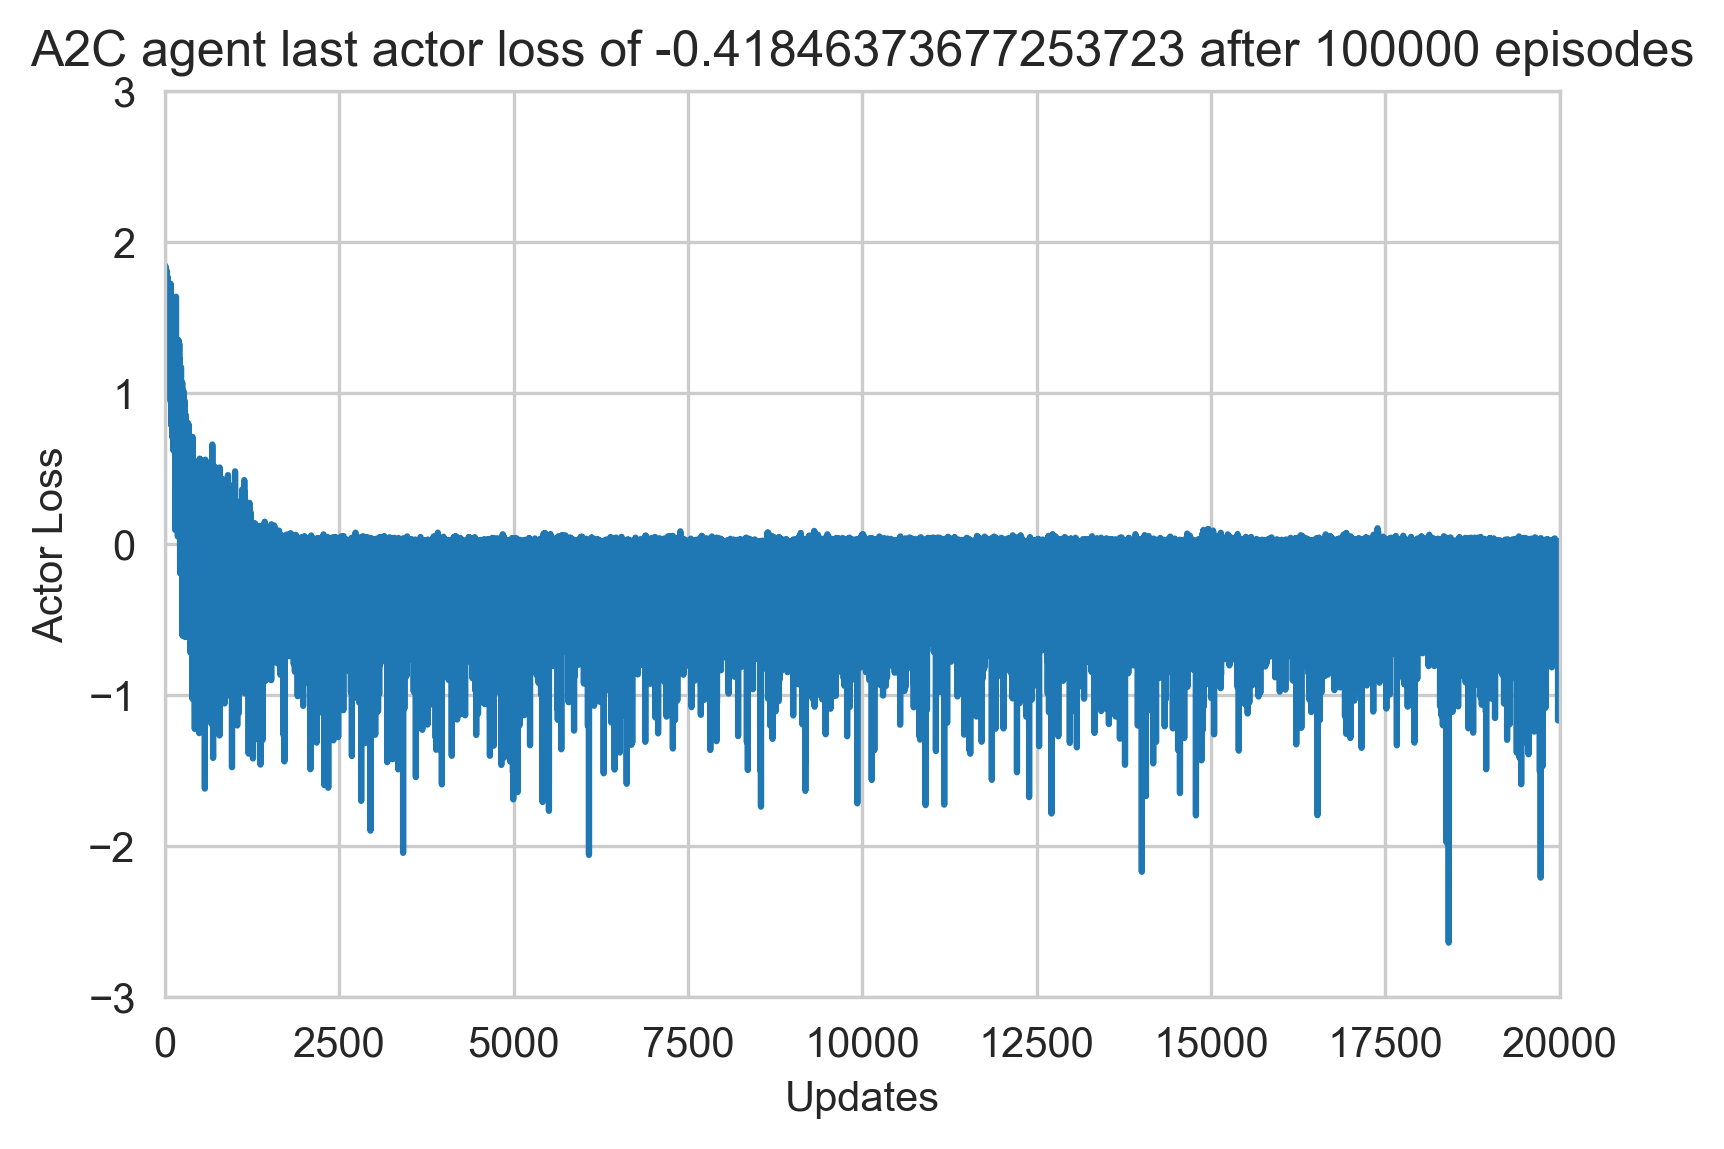 A2C agent last actor loss of -0.41846373677253723 after 100000 episodes
3
2
1
0
−1
−2
−3
Actor Loss
0 2500 5000 7500 10000 12500 15000 17500 20000
Updates